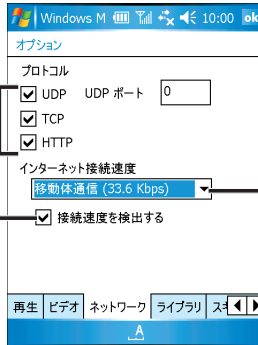 Windows M 10:00 ok
オプション
プロトコル
UDP UDP ポート 0
TCP
HTTP
インターネット接続速度
移動体通信 (33.6 Kbps)
接続速度を検出する
再生 ビデオ ネットワーク ライブラリ スキ
A